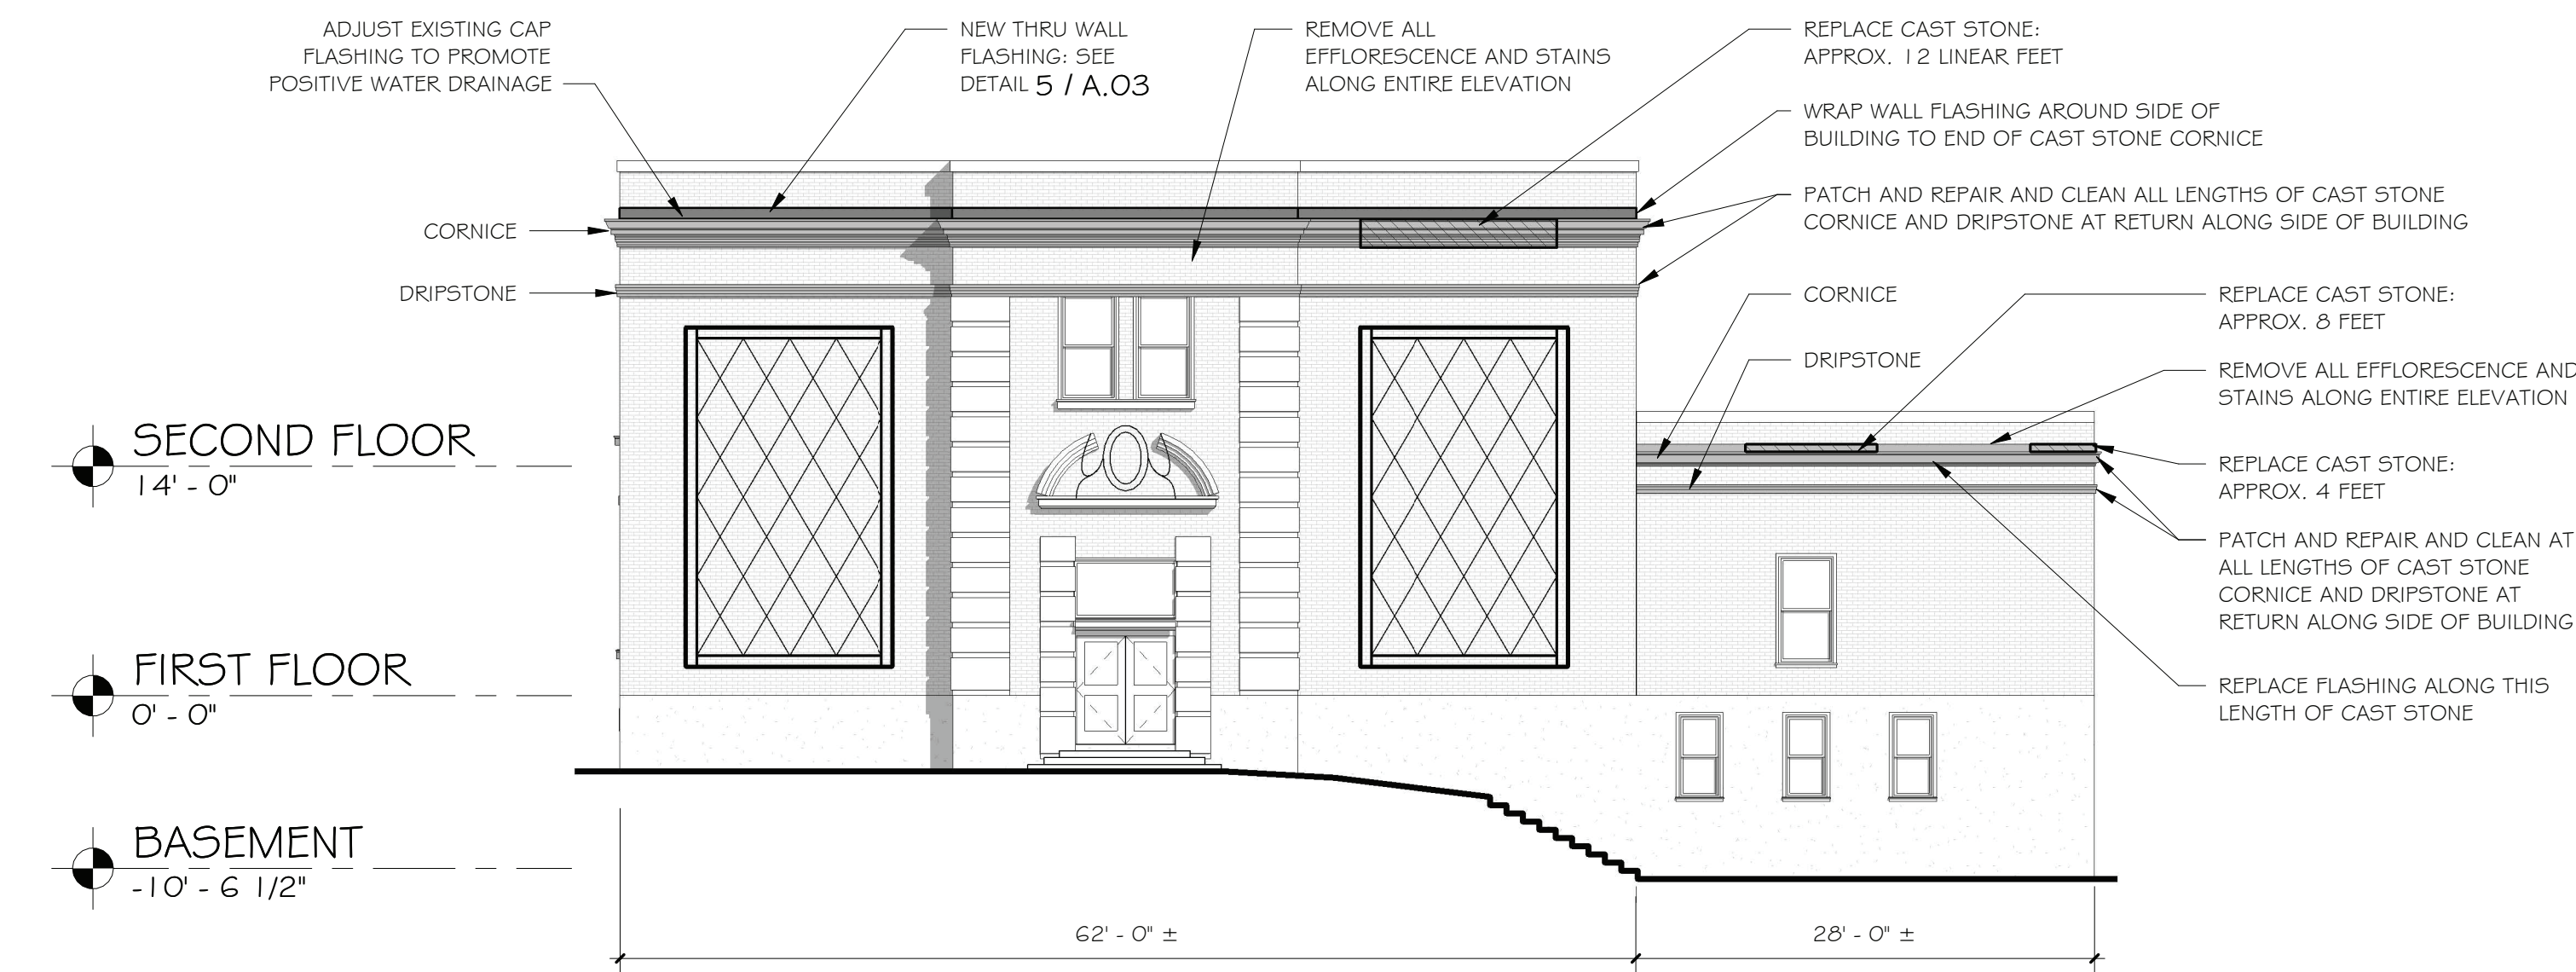 ADJUST EXISTING CAP
FLASHING TO PROMOTE
POSITIVE WATER DRAINAGE
NEW THRU WALL
FLASHING: SEE
DETAIL 5 / A.03
REMOVE ALL
EFFLORESCENCE AND STAINS
ALONG ENTIRE ELEVATION
REPLACE CAST STONE:
APPROX. 12 LINEAR FEET
WRAP WALL FLASHING AROUND SIDE OF
BUILDING TO END OF CAST STONE CORNICE
PATCH AND REPAIR AND CLEAN ALL LENGTHS OF CAST STONE
CORNICE AND DRIPSTONE AT RETURN ALONG SIDE OF BUILDING
CORNICE
DRIPSTONE
CORNICE
DRIPSTONE
REPLACE CAST STONE:
APPROX. 8 FEET
REMOVE ALL EFFLORESCENCE AND
STAINS ALONG ENTIRE ELEVATION
REPLACE CAST STONE:
APPROX. 4 FEET
PATCH AND REPAIR AND CLEAN AT
ALL LENGTHS OF CAST STONE
CORNICE AND DRIPSTONE AT
RETURN ALONG SIDE OF BUILDING
REPLACE FLASHING ALONG THIS
LENGTH OF CAST STONE
SECOND FLOOR
14' - 0"
FIRST FLOOR
0' - 0"
BASEMENT
-10' - 6 1/2"
62' - 0" ±
28' - 0" ±